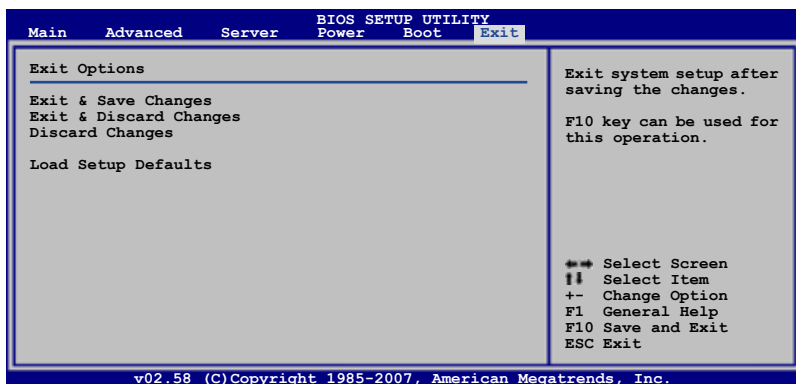 BIOS SETUP UTILITY
Main Advanced Server Power Boot Exit
Exit Options
Exit & Save Changes
Exit & Discard Changes
Discard Changes
Load Setup Defaults
Exit system setup after
saving the changes.
F10 key can be used for
this operation.
←→ Select Screen
↑↓ Select Item
+- Change Option
F1 General Help
F10 Save and Exit
ESC Exit
v02.58 (C)Copyright 1985-2007, American Megatrends, Inc.